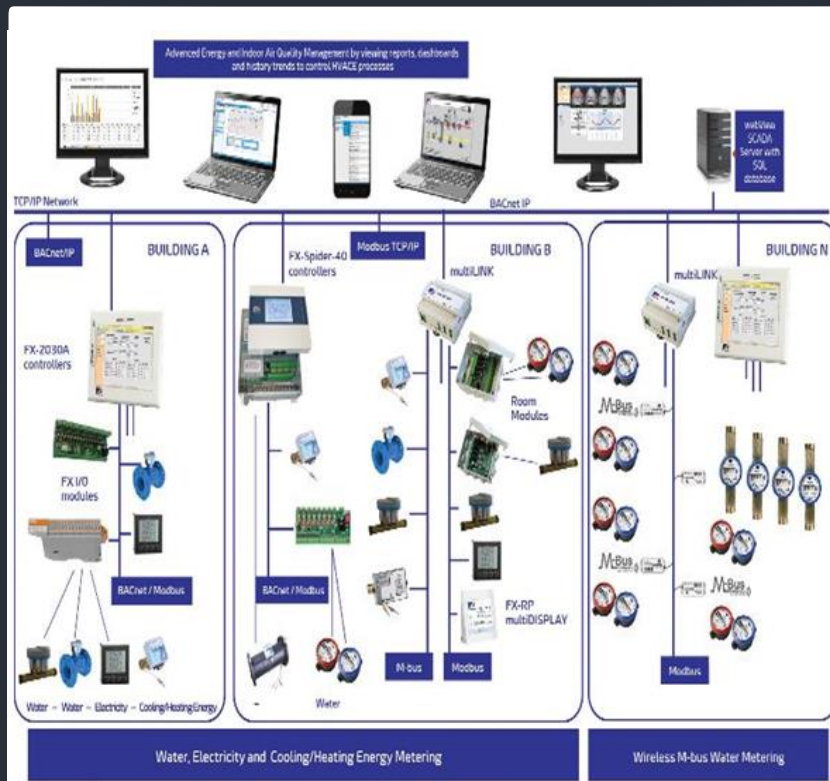 Advanced Energy and Indoor Air Quality Management by viewing reports, dashboards
and history trends to control HVACE processes
webView
SCADA
Server with
SQL
database
TCP/IP Network
BACnet IP
BACnet/IP
BUILDING A
FX-2030A
controllers
FX I/O
modules
BACnet / Modbus
Water – Water – Electricity – Cooling/Heating Energy
FX-Spider-40
controllers
Modbus TCP/IP
BUILDING B
multiLINK
Room
Modules
BACnet / Modbus
FX-RP
multiDISPLAY
M-bus
Modbus
–
Water
BUILDING N
multiLINK
M-Bus
M-Bus
M-Bus
Modbus
Water, Electricity and Cooling/Heating Energy Metering
Wireless M-bus Water Metering